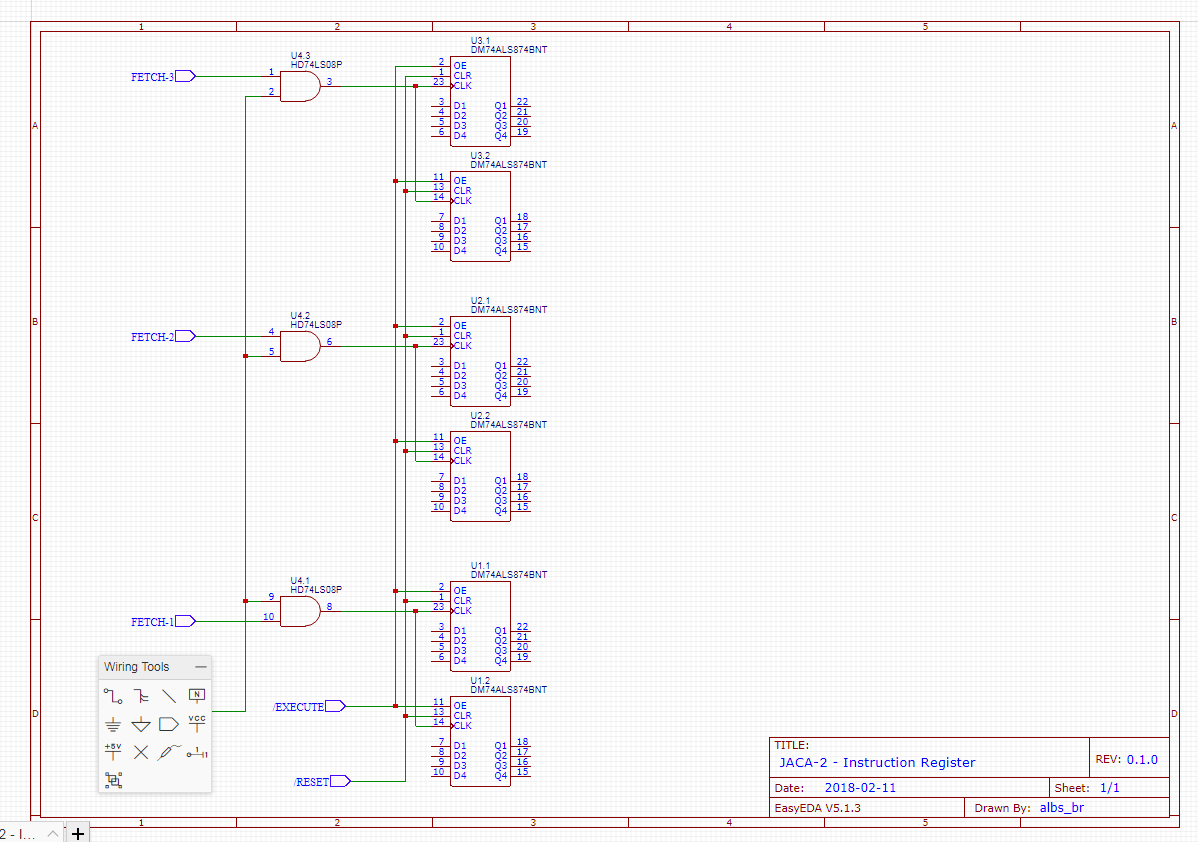 1 2 3 4 5
A A
B B
C C
D D
1 2 3 4 5
FETCH-3
U4.3
HD74LS08P
1
2
3
U3.1
DM74ALS874BNT
2 OE
1 CLR
23 CLK
3 D1 Q1 22
4 D2 Q2 21
5 D3 Q3 20
6 D4 Q4 19
U3.2
DM74ALS874BNT
11 OE
13 CLR
14 CLK
7 D1 Q1 18
8 D2 Q2 17
9 D3 Q3 16
10 D4 Q4 15
FETCH-2
U4.2
HD74LS08P
4
5
6
U2.1
DM74ALS874BNT
2 OE
1 CLR
23 CLK
3 D1 Q1 22
4 D2 Q2 21
5 D3 Q3 20
6 D4 Q4 19
U2.2
DM74ALS874BNT
11 OE
13 CLR
14 CLK
7 D1 Q1 18
8 D2 Q2 17
9 D3 Q3 16
10 D4 Q4 15
FETCH-1
U4.1
HD74LS08P
9
10
8
U1.1
DM74ALS874BNT
2 OE
1 CLR
23 CLK
3 D1 Q1 22
4 D2 Q2 21
5 D3 Q3 20
6 D4 Q4 19
U1.2
DM74ALS874BNT
11 OE
13 CLR
14 CLK
7 D1 Q1 18
8 D2 Q2 17
9 D3 Q3 16
10 D4 Q4 15
/EXECUTE
/RESET
Wiring Tools
N
VCC
+5V
1
TITLE:
JACA-2 - Instruction Register
REV: 0.1.0
Date: 2018-02-11
Sheet: 1/1
EasyEDA V5.1.3
Drawn By: albs_br
2 - I...